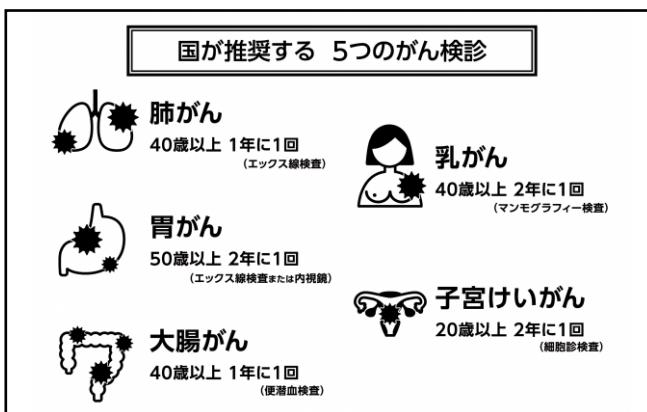 国が推奨する 5つのがん検診
肺がん
40歳以上 1年に1回
(エックス線検査)
胃がん
50歳以上 2年に1回
(エックス線検査または内視鏡)
大腸がん
40歳以上 1年に1回
(便潜血検査)
乳がん
40歳以上 2年に1回
(マンモグラフィー検査)
子宮けいがん
20歳以上 2年に1回
(細胞診検査)